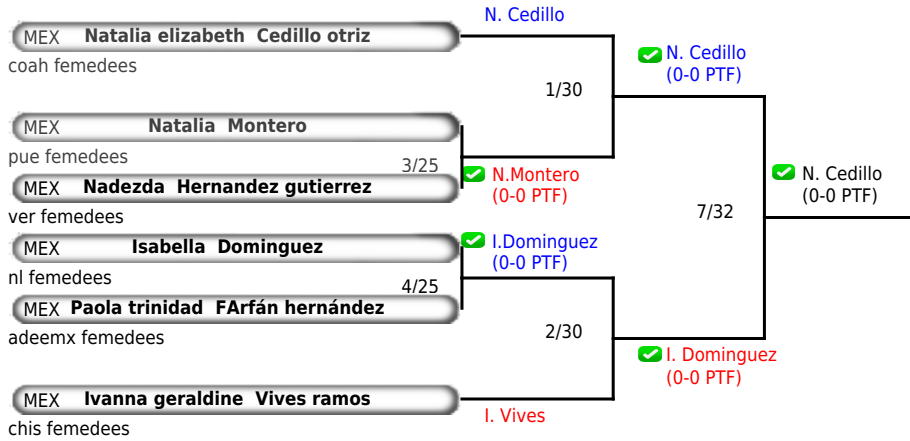 N. Cedillo
MEX Natalia elizabeth Cedillo otriz
coah femedees
N. Cedillo
(0-0 PTF)
1/30
MEX Natalia Montero
pue femedees
3/25
N.Montero
(0-0 PTF)
MEX Nadezda Hernandez gutierrez
ver femedees
N. Cedillo
(0-0 PTF)
7/32
MEX Isabella Dominguez
I.Dominguez
(0-0 PTF)
nl femedees
4/25
MEX Paola trinidad FArfán hernández
adeemx femedees
2/30
I. Dominguez
(0-0 PTF)
MEX Ivanna geraldine Vives ramos
I. Vives
chis femedees